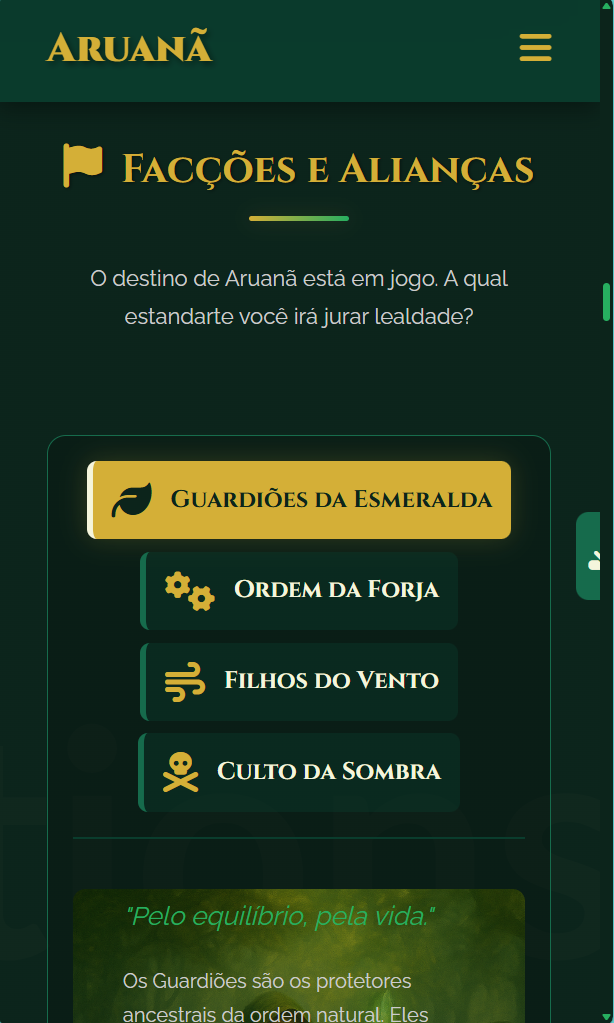 Aruanã
Facções e Alianças
O destino de Aruanã está em jogo. A qual
estandarte você irá jurar lealdade?
Guardiões da Esmeralda
Ordem da Forja
Filhos do Vento
Culto da Sombra
"Pelo equilíbrio, pela vida."
Os Guardiões são os protetores
ancestrais da ordem natural. Eles